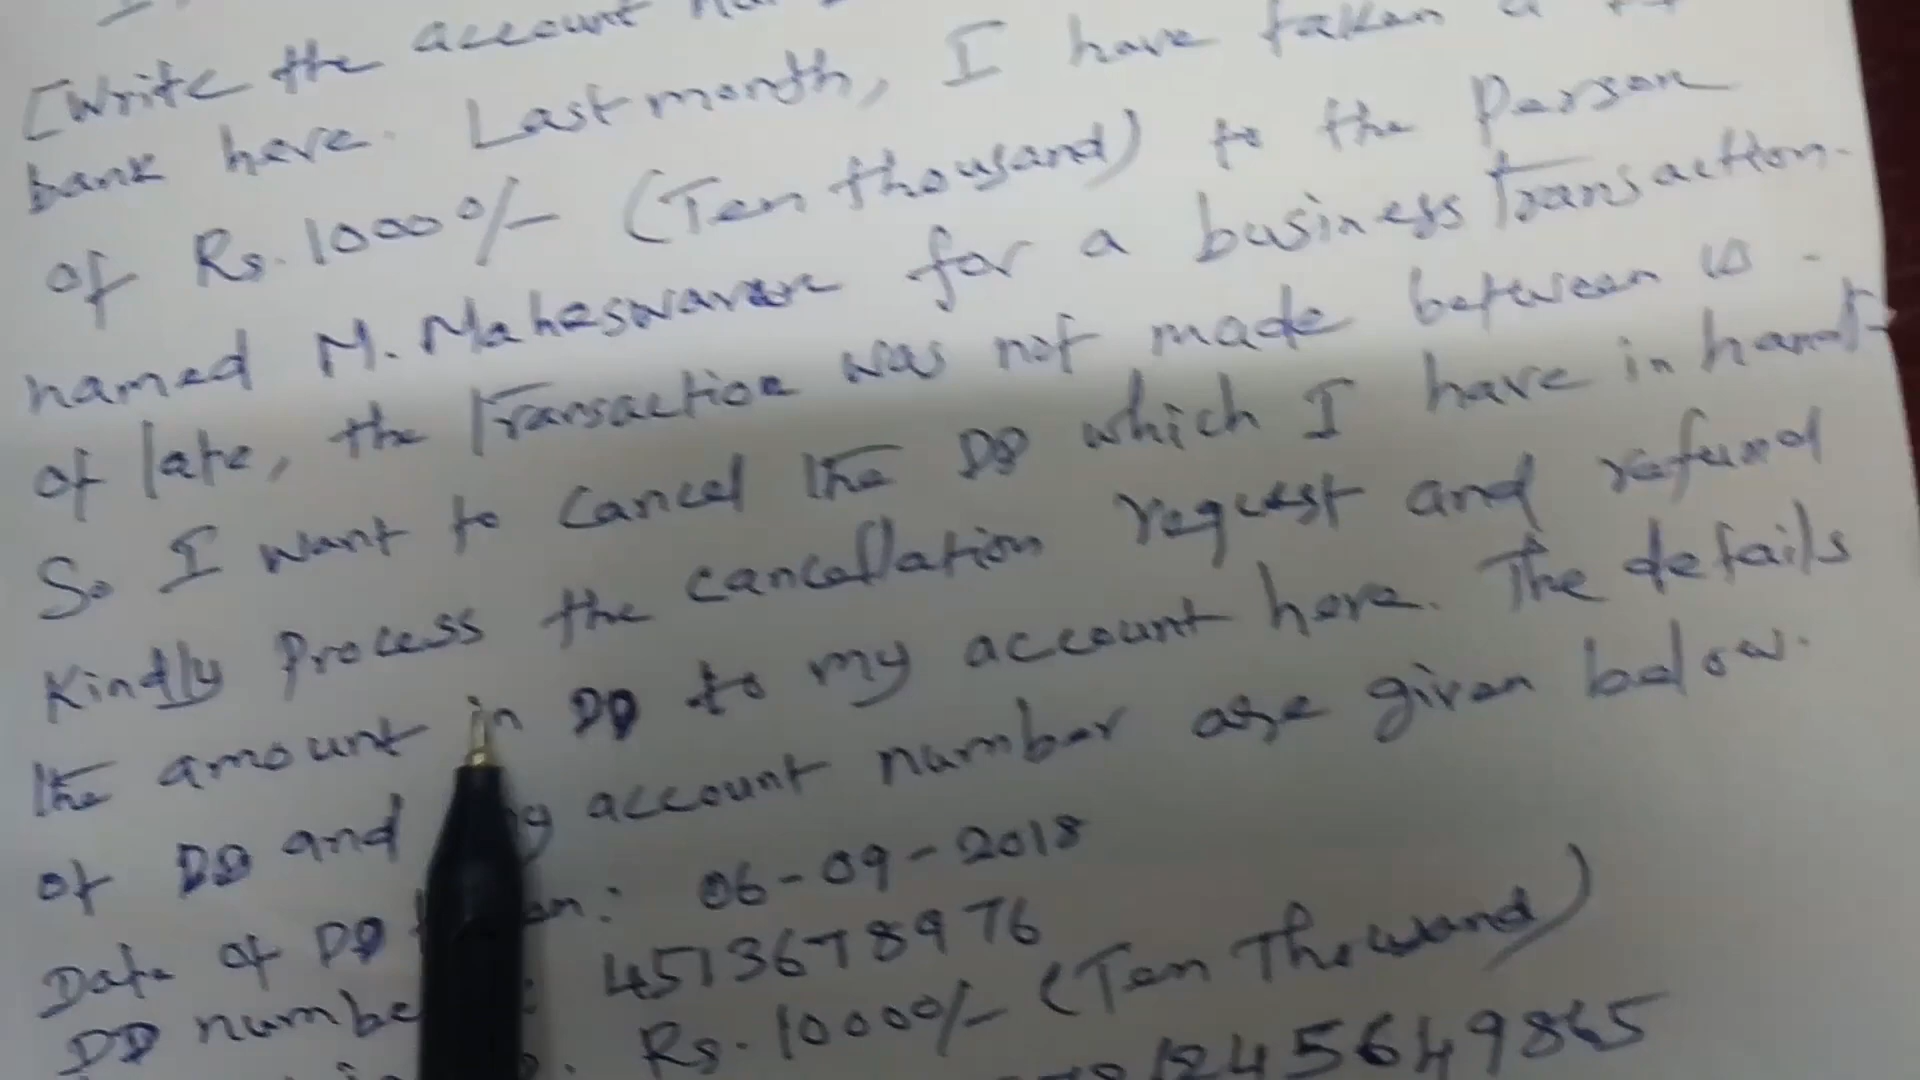 [Write the account
bank here. Last month, I have taken a
of Rs. 10000/- (Ten thousand) to the person
named M. Maheswaran for a business transaction.
Of late, the transaction was not made between us.
So I want to cancel the DD which I have in hand.
Kindly process the cancellation request and refund
the amount in DD to my account here. The details
of DD and my account number are given below.
Date of DD : 06-09-2018
DD number : 4513678976
Rs. 10000/- (Ten Thousand)